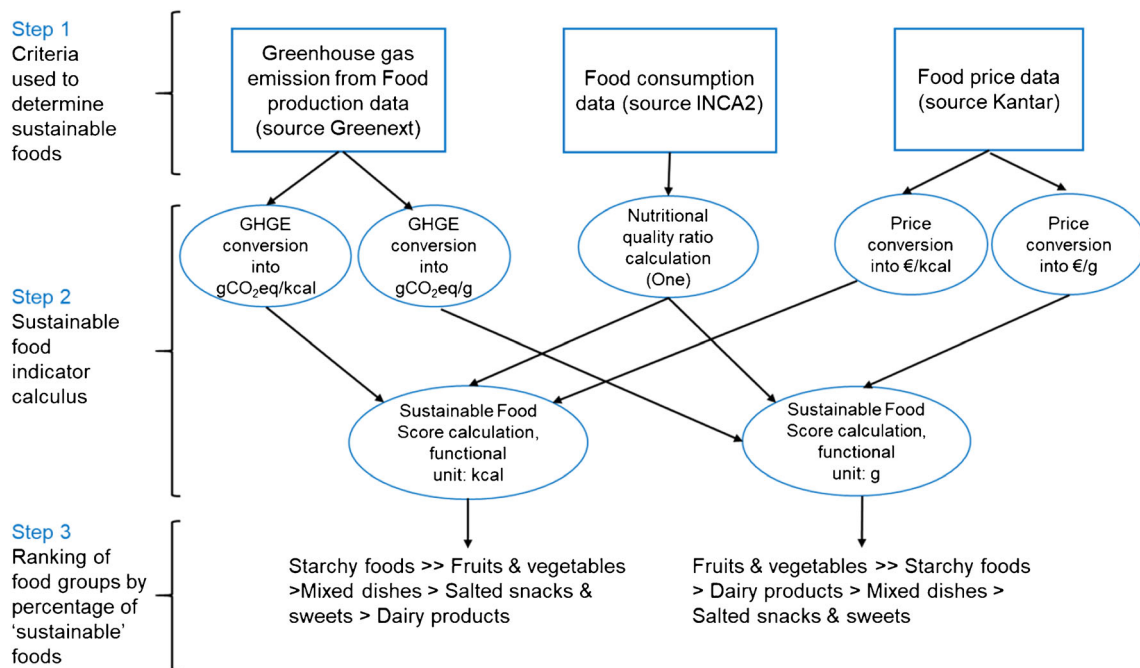 Step 1
Criteria
used to
determine
sustainable
foods
Greenhouse gas
emission from Food
production data
(source Greenext)
Food consumption
data (source INCA2)
Food price data
(source Kantar)
Step 2
Sustainable
food
indicator
calculus
GHGE
conversion
into
gCO₂eq/kcal
GHGE
conversion
into
gCO₂eq/g
Nutritional
quality ratio
calculation
(One)
Price
conversion
into €/kcal
Price
conversion
into €/g
Sustainable Food
Score calculation,
functional
unit: kcal
Sustainable Food
Score calculation,
functional
unit: g
Step 3
Ranking of
food groups by
percentage of
‘sustainable’
foods
Starchy foods >> Fruits & vegetables
>Mixed dishes > Salted snacks &
sweets > Dairy products
Fruits & vegetables >> Starchy foods
> Dairy products > Mixed dishes >
Salted snacks & sweets